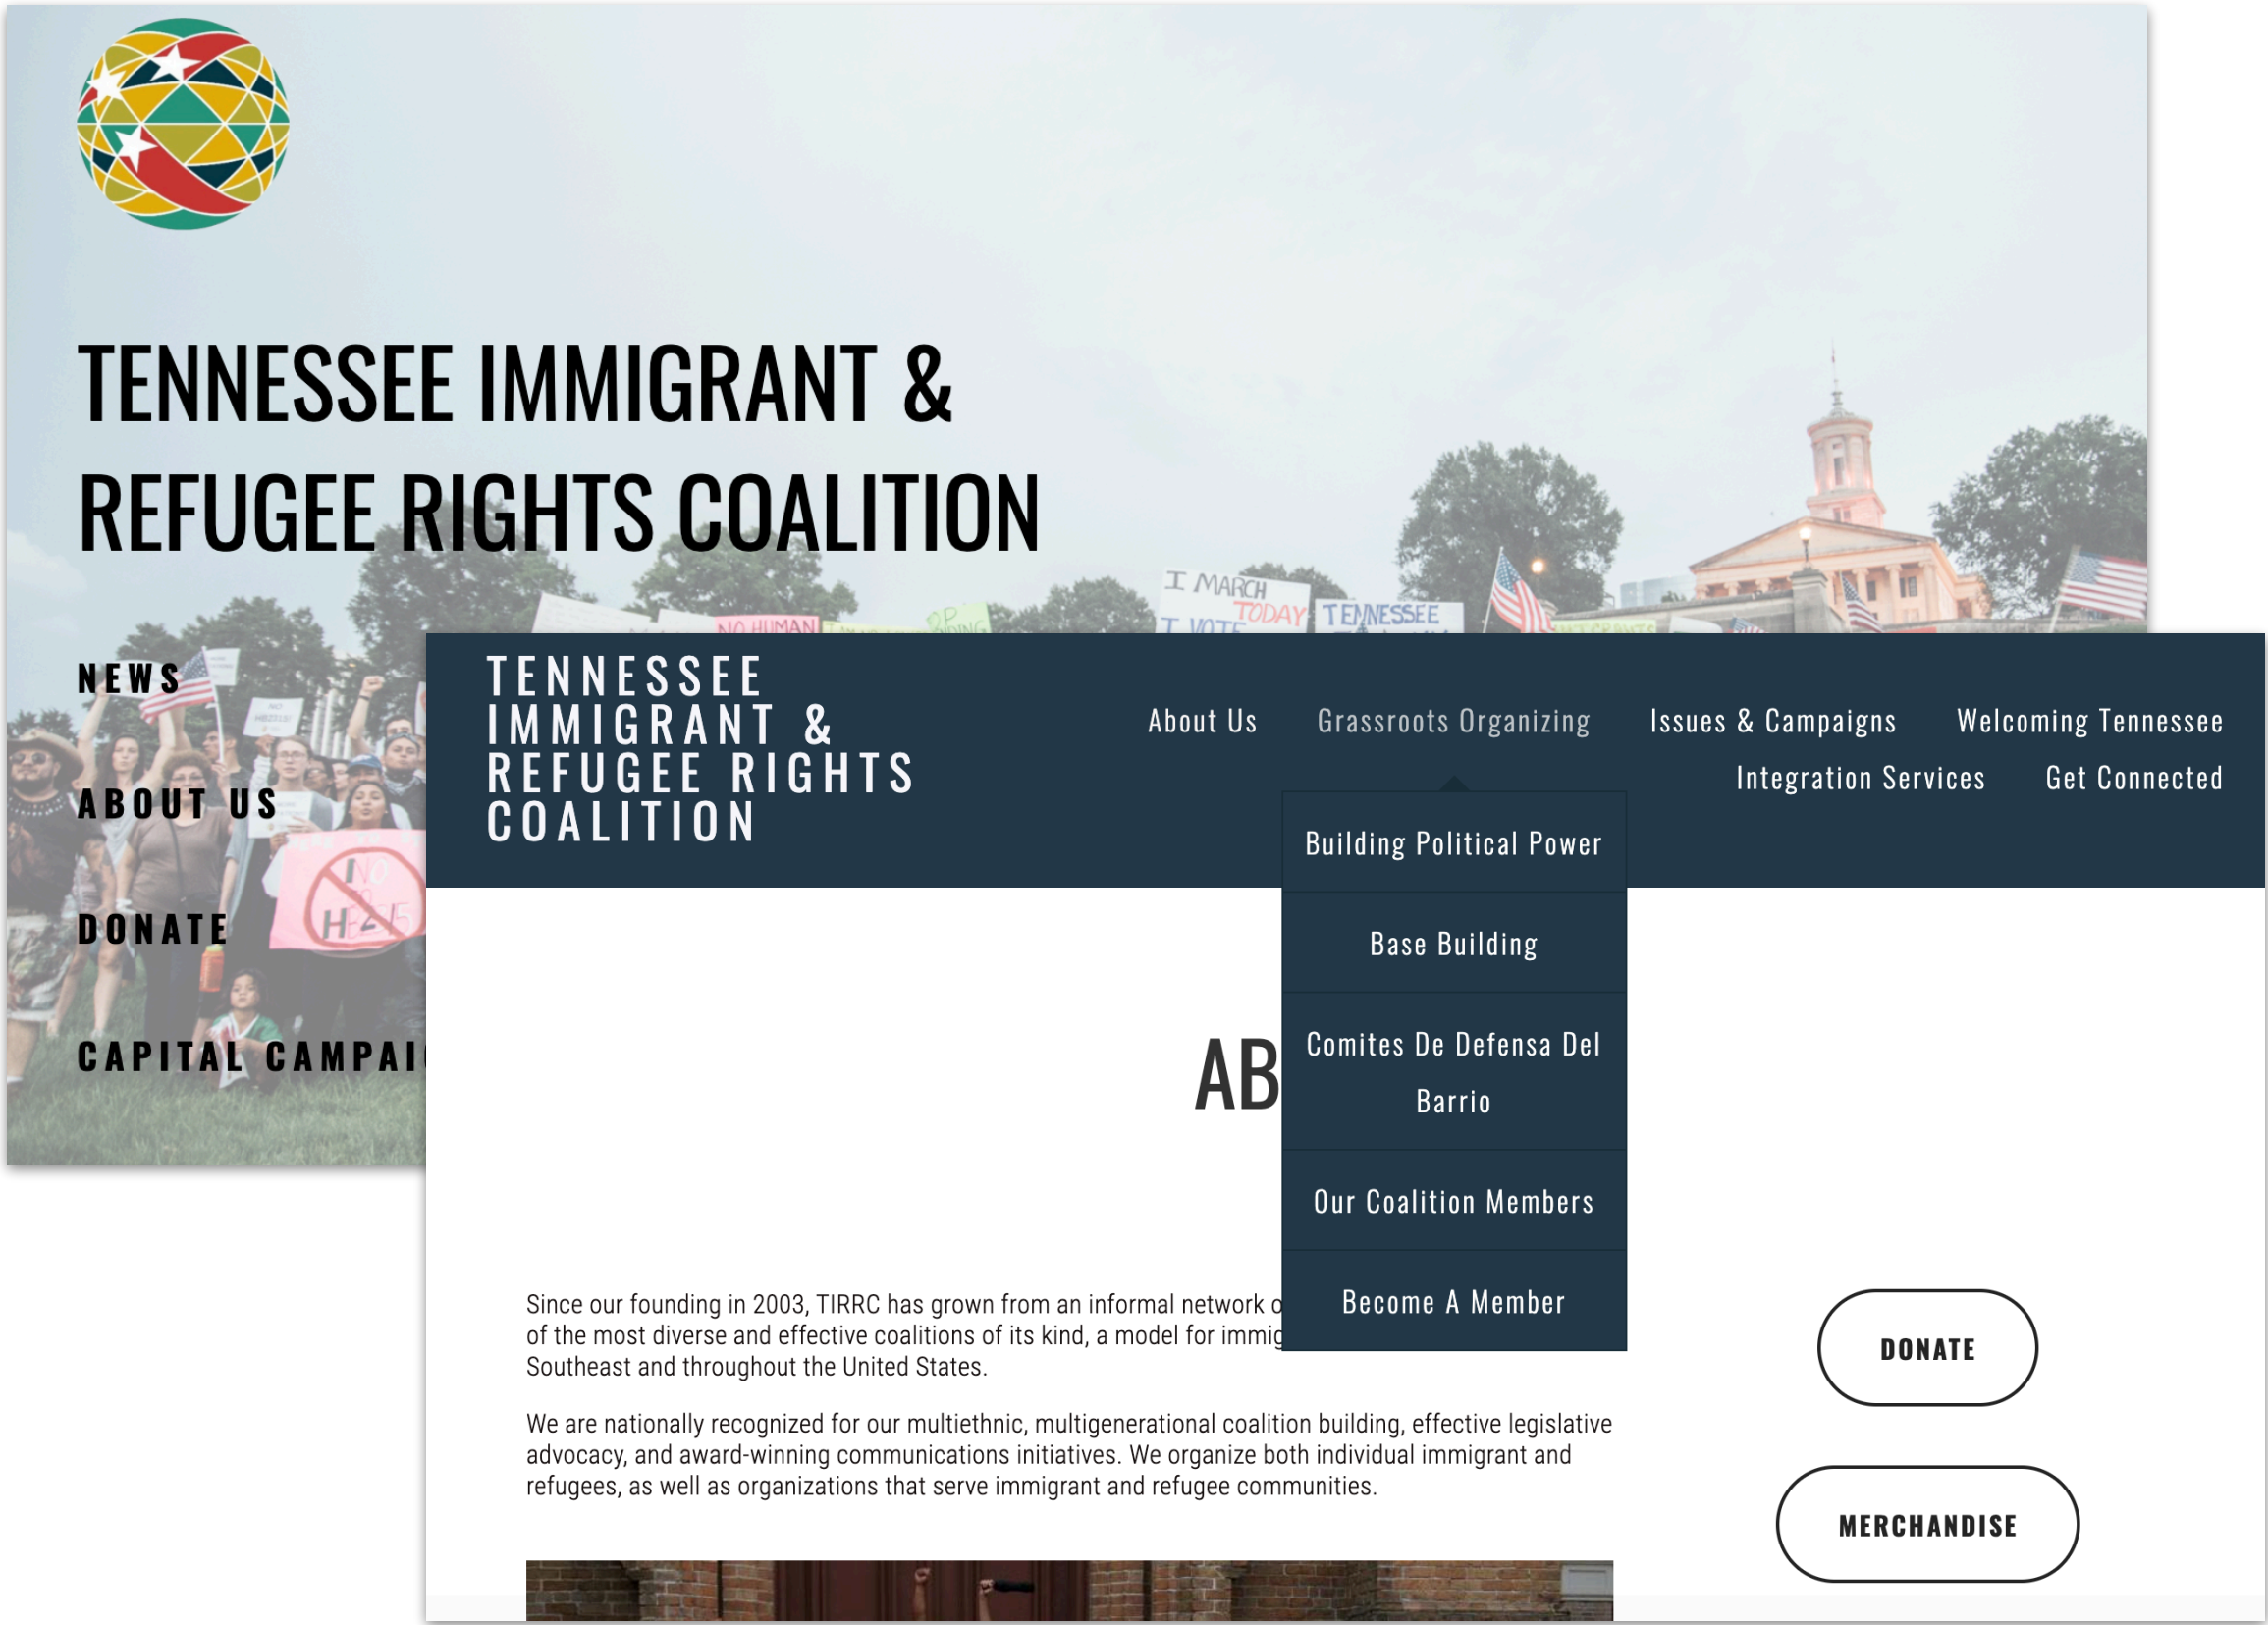 TENNESSEE IMMIGRANT &
REFUGEE RIGHTS COALITION
I MARCH
TODAY
I VOTE
TENNESSEE
NO HUMAN
NEWS
ABOUT US
DONATE
CAPITAL CAMPAI
NO
HB2315
TENNESSEE
IMMIGRANT &
REFUGEE RIGHTS
COALITION
About Us
Grassroots Organizing
Issues & Campaigns
Welcoming Tennessee
Integration Services
Get Connected
Building Political Power
Base Building
Comites De Defensa Del
Barrio
Our Coalition Members
Become A Member
AB
Since our founding in 2003, TIRRC has grown from an informal network
of the most diverse and effective coalitions of its kind, a model for immig
Southeast and throughout the United States.
We are nationally recognized for our multiethnic, multigenerational coalition building, effective legislative
advocacy, and award-winning communications initiatives. We organize both individual immigrant and
refugees, as well as organizations that serve immigrant and refugee communities.
DONATE
MERCHANDISE